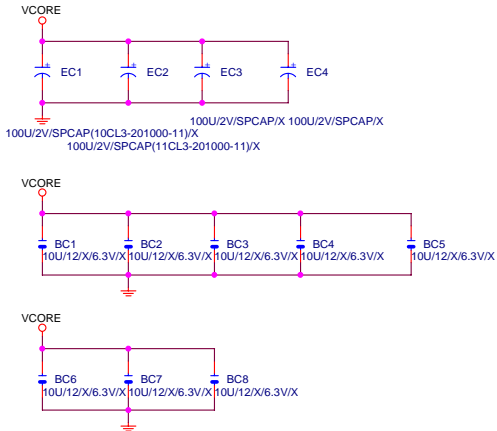 VCORE
EC1 EC2 EC3 EC4
100U/2V/SPCAP/X 100U/2V/SPCAP/X
100U/2V/SPCAP(10CL3-201000-11)/X
100U/2V/SPCAP(11CL3-201000-11)/X
VCORE
BC1 BC2 BC3 BC4 BC5
10U/12/X/6.3V/X 10U/12/X/6.3V/X 10U/12/X/6.3V/X 10U/12/X/6.3V/X 10U/12/X/6.3V/X
VCORE
BC6 BC7 BC8
10U/12/X/6.3V/X 10U/12/X/6.3V/X 10U/12/X/6.3V/X